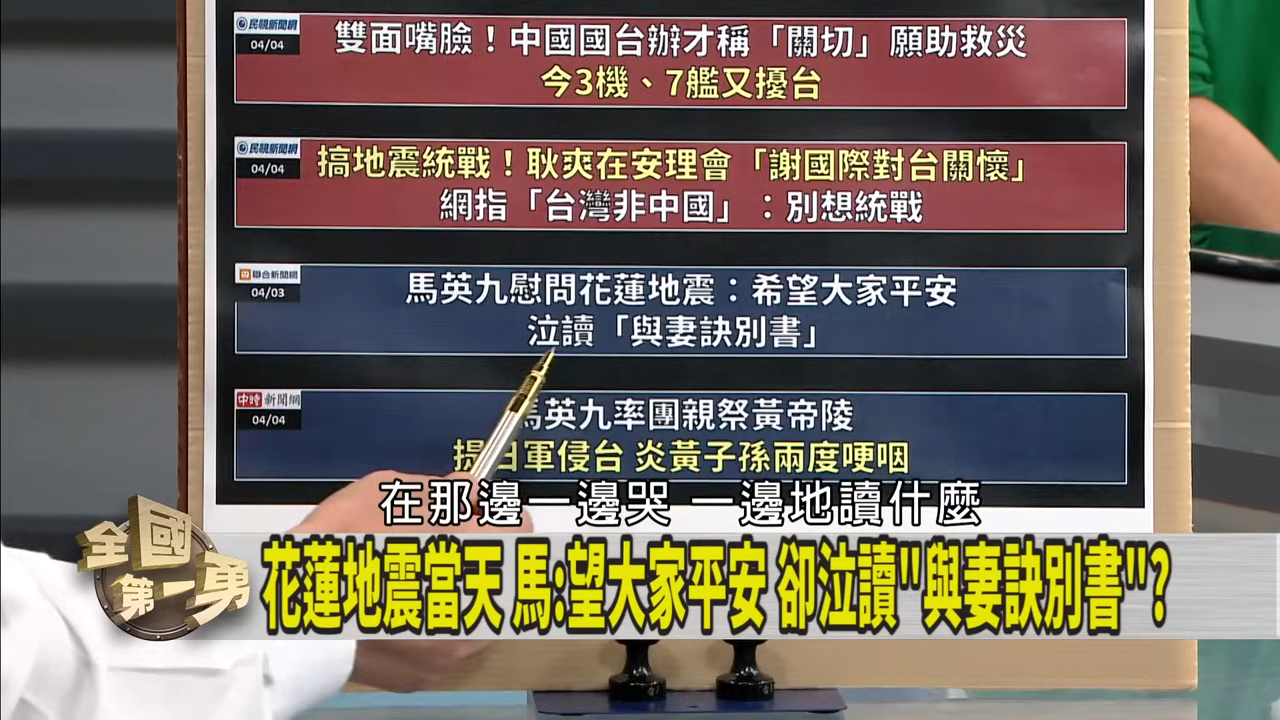 民視新聞網
04/04
雙面嘴臉！中國國台辦才稱「關切」願助救災
今3機、7艦又擾台
民視新聞網
04/04
搞地震統戰！耿爽在安理會「謝國際對台關懷」
網指「台灣非中國」：別想統戰
聯合新聞網
04/03
馬英九慰問花蓮地震：希望大家平安
泣讀「與妻訣別書」
中時新聞網
04/04
馬英九率團親祭黃帝陵
提日軍侵台 炎黃子孫兩度哽咽
在那邊一邊哭 一邊地讀什麼
全國第一勇
花蓮地震當天 馬:望大家平安 卻泣讀"與妻訣別書"?